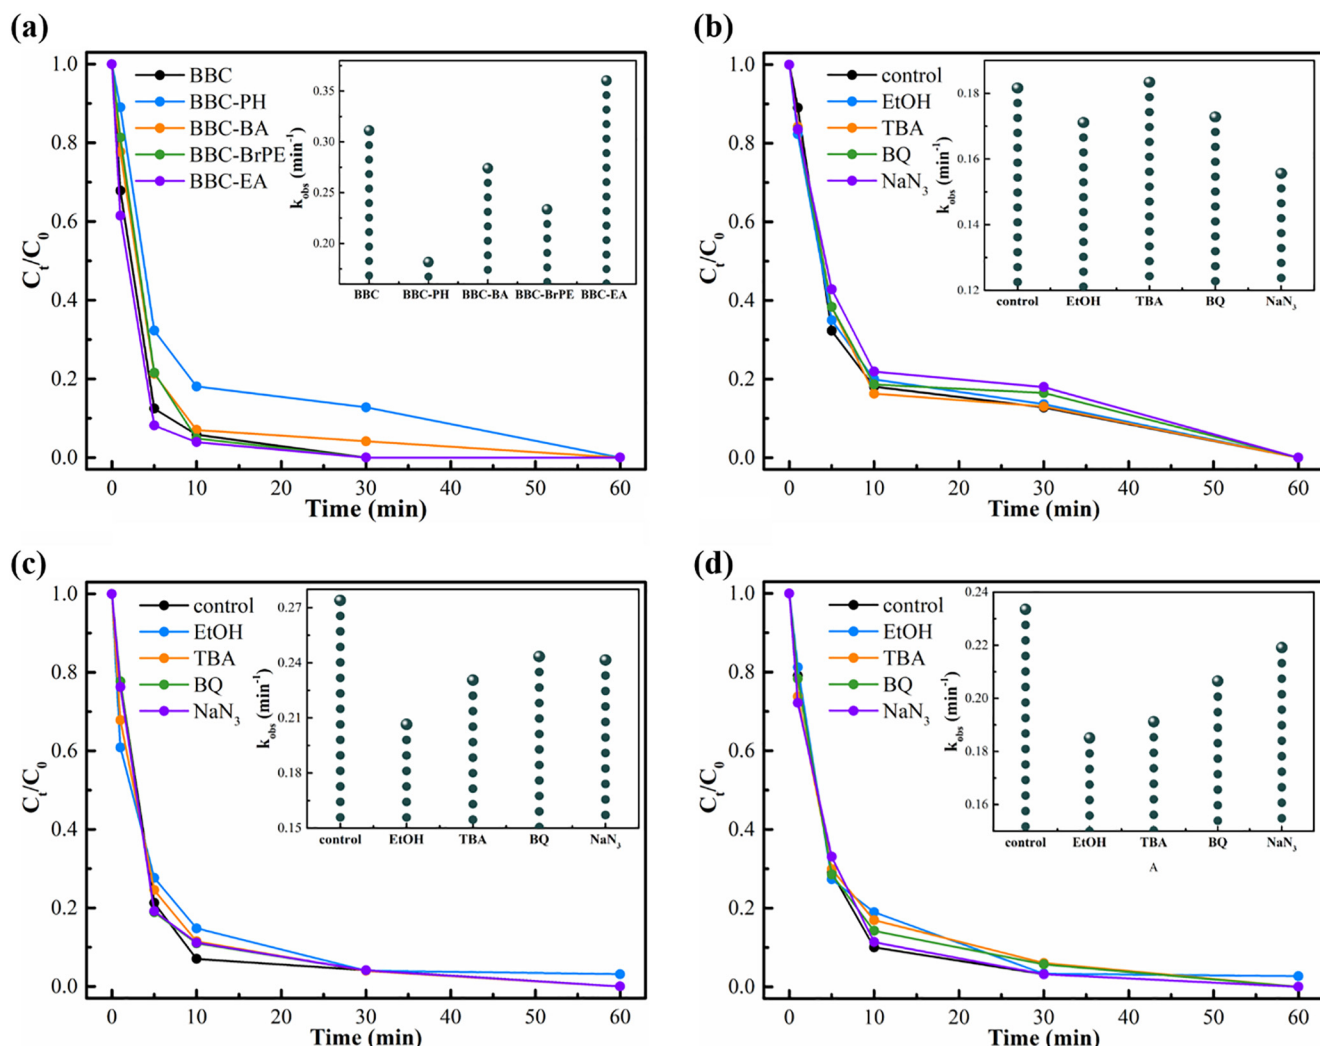 (a)
BBC
BBC-PH
BBC-BA
BBC-BrPE
BBC-EA
0.35
0.30
0.25
0.20
k_obs (min^-1)
BBC BBC-PH BBC-BA BBC-BrPE BBC-EA
1.0
0.8
0.6
0.4
0.2
0.0
C_t/C_0
0 10 20 30 40 50 60
Time (min)
(b)
control
EtOH
TBA
BQ
NaN_3
0.18
0.16
0.14
0.12
k_obs (min^-1)
control EtOH TBA BQ NaN_3
1.0
0.8
0.6
0.4
0.2
0.0
C_t/C_0
0 10 20 30 40 50 60
Time (min)
(c)
control
EtOH
TBA
BQ
NaN_3
0.27
0.24
0.21
0.18
0.15
k_obs (min^-1)
control EtOH TBA BQ NaN_3
1.0
0.8
0.6
0.4
0.2
0.0
C_t/C_0
0 10 20 30 40 50 60
Time (min)
(d)
control
EtOH
TBA
BQ
NaN_3
0.24
0.22
0.20
0.18
0.16
k_obs (min^-1)
control EtOH TBA BQ NaN_3
A
1.0
0.8
0.6
0.4
0.2
0.0
C_t/C_0
0 10 20 30 40 50 60
Time (min)